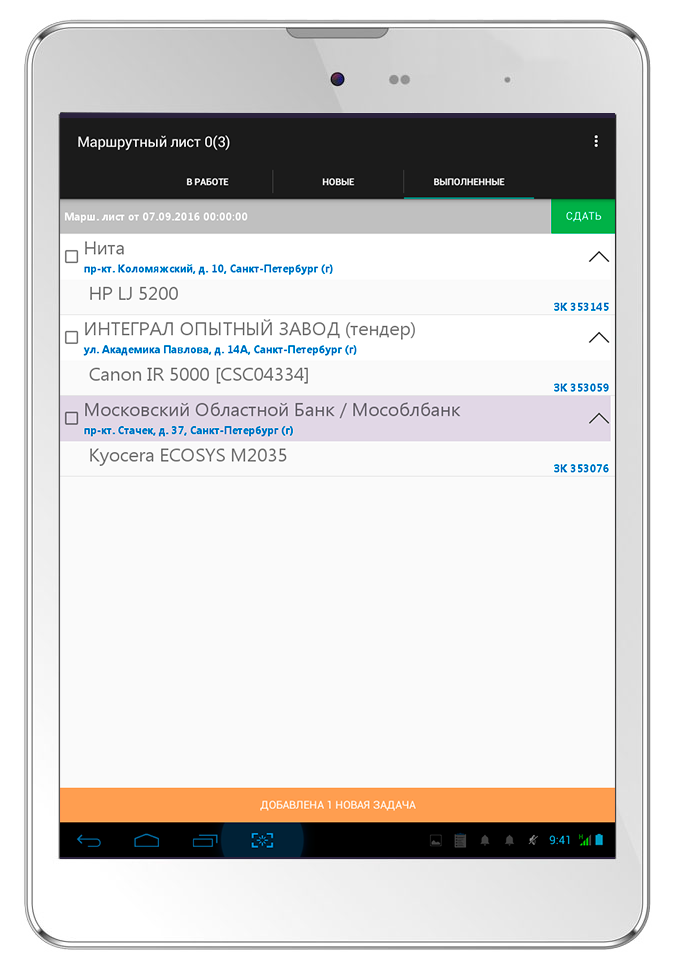 Маршрутный лист 0(3)
В РАБОТЕ
НОВЫЕ
ВЫПОЛНЕННЫЕ
Марш. лист от 07.09.2016 00:00:00
СДАТЬ
Нита
пр-кт. Коломяжский, д. 10, Санкт-Петербург (г)
HP LJ 5200
ЗК 353145
ИНТЕГРАЛ ОПЫТНЫЙ ЗАВОД (тендер)
ул. Академика Павлова, д. 14А, Санкт-Петербург (г)
Canon IR 5000 [CSC04334]
ЗК 353059
Московский Областной Банк / Мособлбанк
пр-кт. Стачек, д. 37, Санкт-Петербург (г)
Kyocera ECOSYS M2035
ЗК 353076
ДОБАВЛЕНА 1 НОВАЯ ЗАДАЧА
9:41